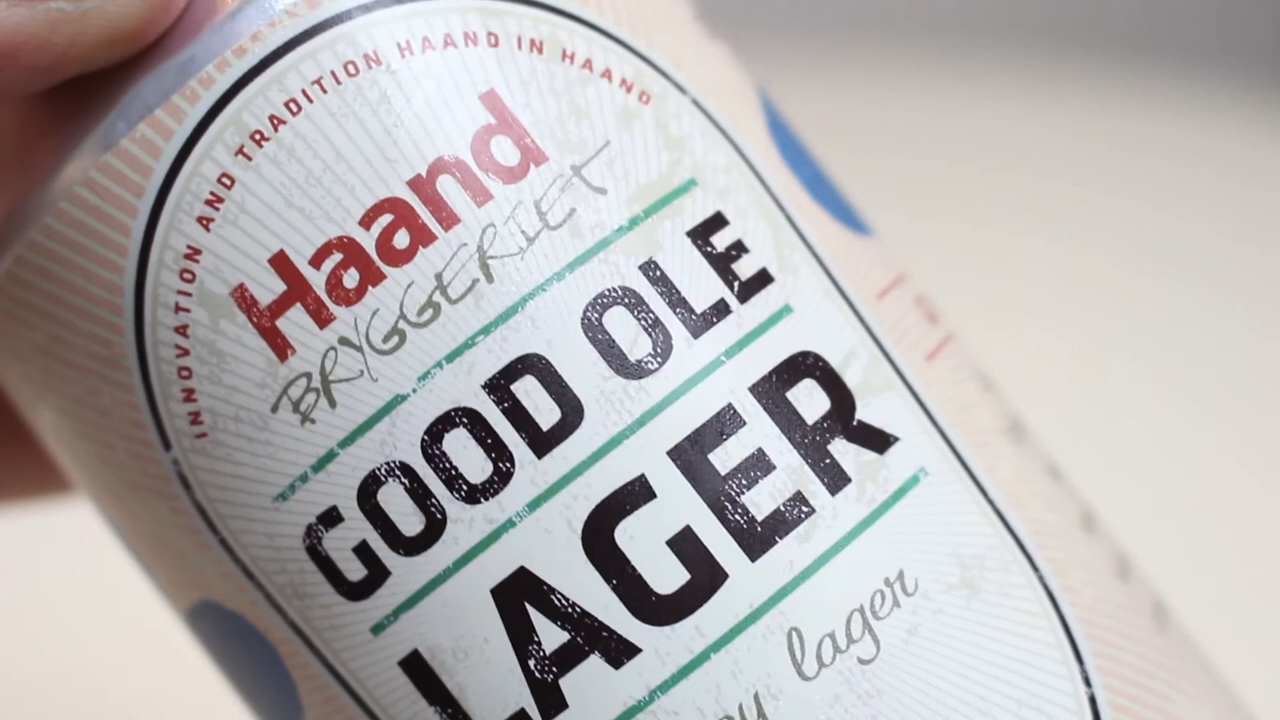 INNOVATION AND TRADITION HAAND IN HAAND
Haand
BRYGGERIET
GOOD OLE
LAGER
lager